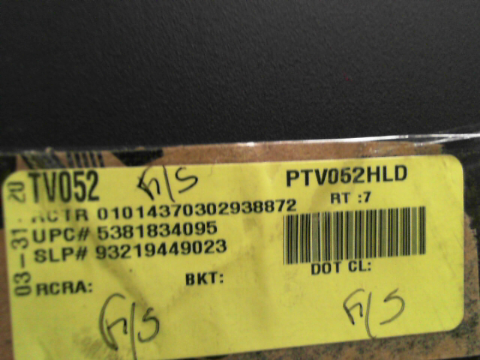 TV052 F/S PTV052HLD
RT :7
RCTR 01014370302938872
UPC# 5381834095
SLP# 93219449023
RCRA: BKT: DOT CL:
F/S F/S
03-31 20